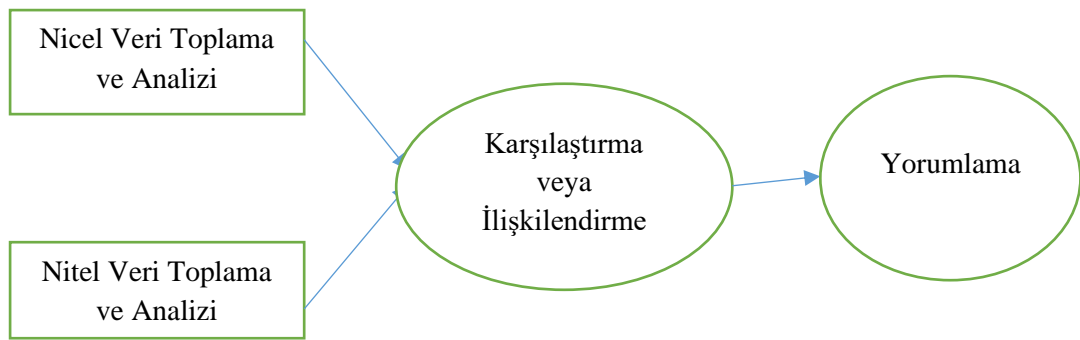 Nicel Veri Toplama
ve Analizi
Nitel Veri Toplama
ve Analizi
Karşılaştırma
veya
İlişkilendirme
Yorumlama